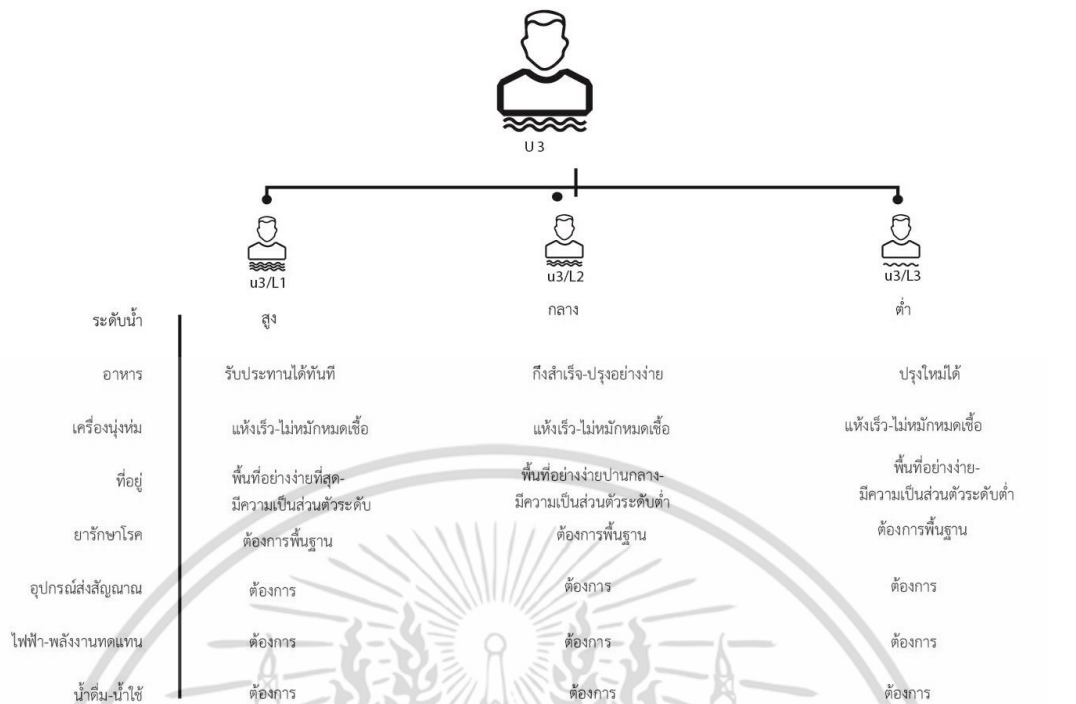 U 3
u3/L1 u3/L2 u3/L3
ระดับน้ำ สูง กลาง ต่ำ
อาหาร รับประทานได้ทันที กึ่งสำเร็จ-ปรุงอย่างง่าย ปรุงใหม่ได้
เครื่องนุ่งห่ม แห้งเร็ว-ไม่หมักหมดเชื้อ แห้งเร็ว-ไม่หมักหมดเชื้อ แห้งเร็ว-ไม่หมักหมดเชื้อ
ที่อยู่ พื้นที่อย่างง่ายที่สุด- พื้นที่อย่างง่ายปานกลาง- พื้นที่อย่างง่าย-
มีความเป็นส่วนตัวระดับ มีความเป็นส่วนตัวระดับต่ำ มีความเป็นส่วนตัวระดับต่ำ
ยารักษาโรค ต้องการพื้นฐาน ต้องการพื้นฐาน ต้องการพื้นฐาน
อุปกรณ์ส่งสัญญาณ ต้องการ ต้องการ ต้องการ
ไฟฟ้า-พลังงานทดแทน ต้องการ ต้องการ ต้องการ
น้ำดื่ม-น้ำใช้ ต้องการ ต้องการ ต้องการ